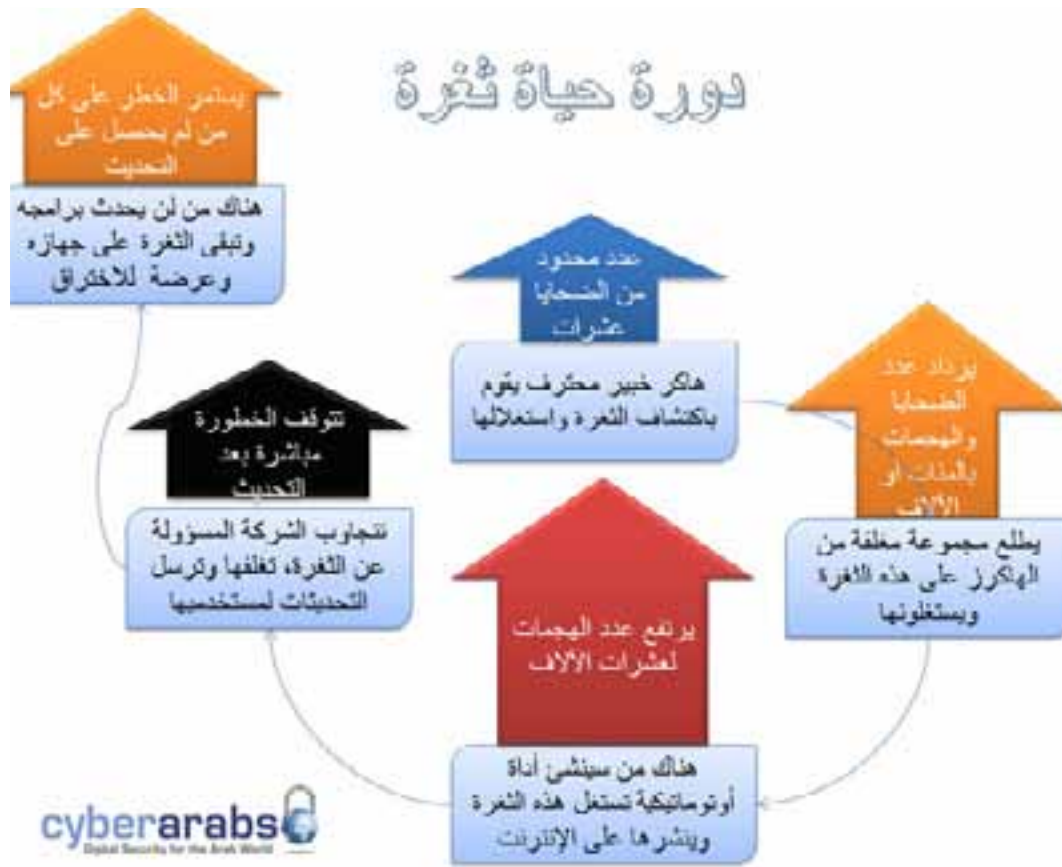 دورة حياة ثغرة
عدد محدود
من الضحايا
عشرات
هاكر خبير محترف يقوم
باكتشاف الثغرة واستغلالها
يزداد عدد
الضحايا
والهجمات
بالمئات أو
الآلاف
يطلع مجموعة مغلقة من
الهاكرز على هذه الثغرة
ويستغلونها
يرتفع عدد الهجمات
لعشرات الآلاف
هناك من سينشئ أداة
أوتوماتيكية تستغل هذه الثغرة
وينشرها على الإنترنت
تتوقف الخطورة
مباشرة بعد
التحديث
تتجاوب الشركة المسؤولة
عن الثغرة، تغلفها وترسل
التحديثات لمستخدميها
يستمر الخطر على كل
من لم يحصل على
التحديث
هناك من لن يحدث برامجه
وتبقى الثغرة على جهازه
وعرضة للاختراق
cyberarabs
Digital Security for the Arab World